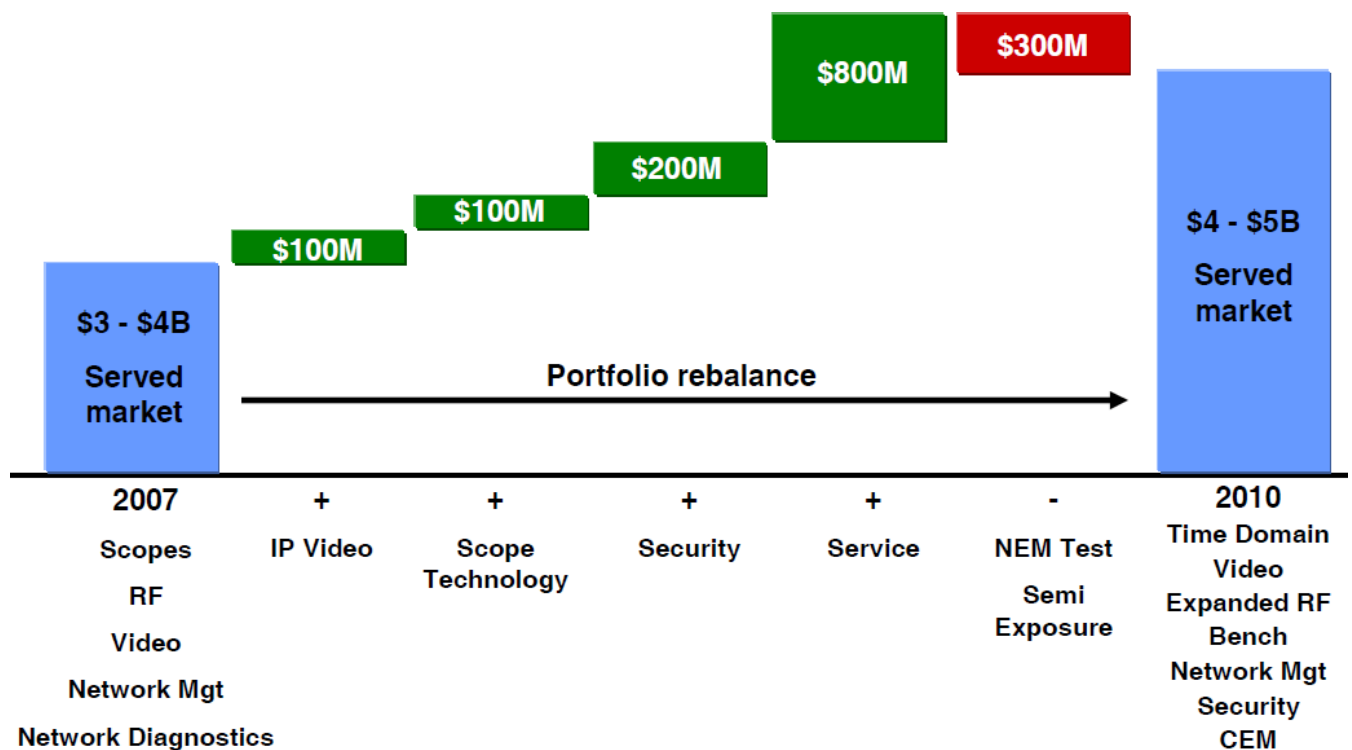 $800M
$300M
$200M
$100M
$100M
$3 - $4B
Served
market
$4 - $5B
Served
market
Portfolio rebalance
2007
Scopes
RF
Video
Network Mgt
Network Diagnostics
+
IP Video
+
Scope
Technology
+
Security
+
Service
-
NEM Test
Semi
Exposure
2010
Time Domain
Video
Expanded RF
Bench
Network Mgt
Security
CEM